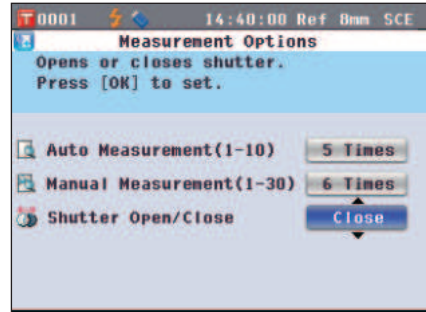 T 0001 14:40:00 Ref 8mm SCE
Measurement Options
Opens or closes shutter.
Press [OK] to set.
Auto Measurement(1-10) 5 Times
Manual Measurement(1-30) 6 Times
Shutter Open/Close Close